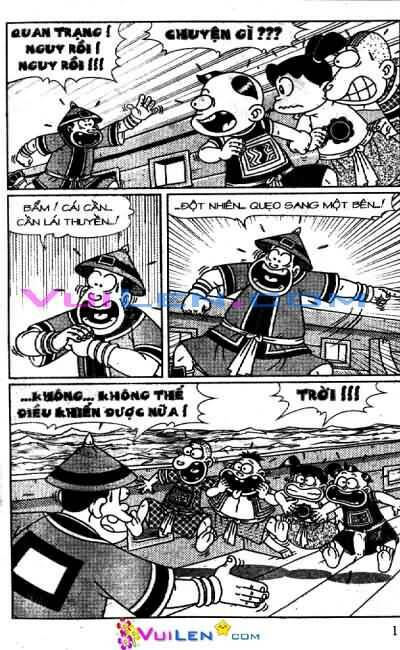 QUAN TRẠNG!
NGUY RỒI!
NGUY RỒI!!!
CHUYỆN GÌ???
BẨM! CÁI CẦN..
CẦN LÁI THUYỀN..!
..ĐỘT NHIÊN.. QUẸO SANG MỘT BÊN..!
VUILEN.COM
...KHÔNG... KHÔNG THỂ
ĐIỀU KHIỂN ĐƯỢC NỮA!
TRỜI!!!
VUILEN.COM
1